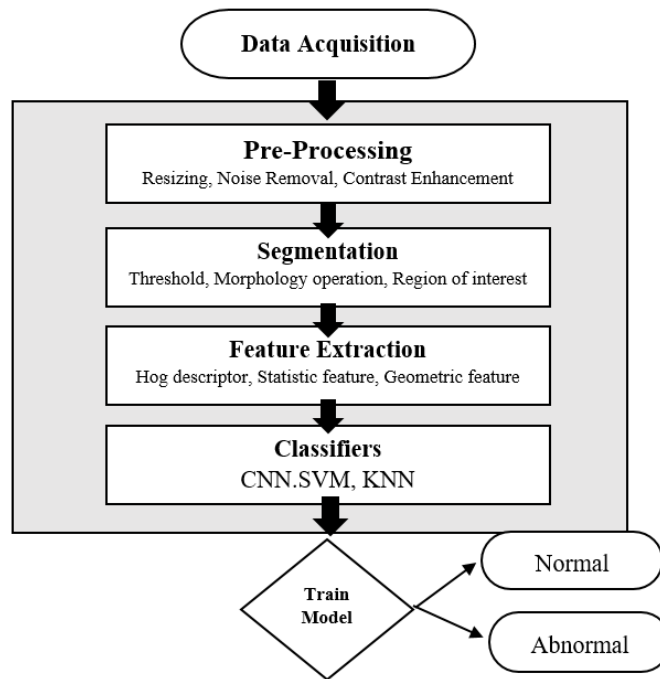 Data Acquisition
Pre-Processing
Resizing, Noise Removal, Contrast Enhancement
Segmentation
Threshold, Morphology operation, Region of interest
Feature Extraction
Hog descriptor, Statistic feature, Geometric feature
Classifiers
CNN.SVM, KNN
Train
Model
Normal
Abnormal